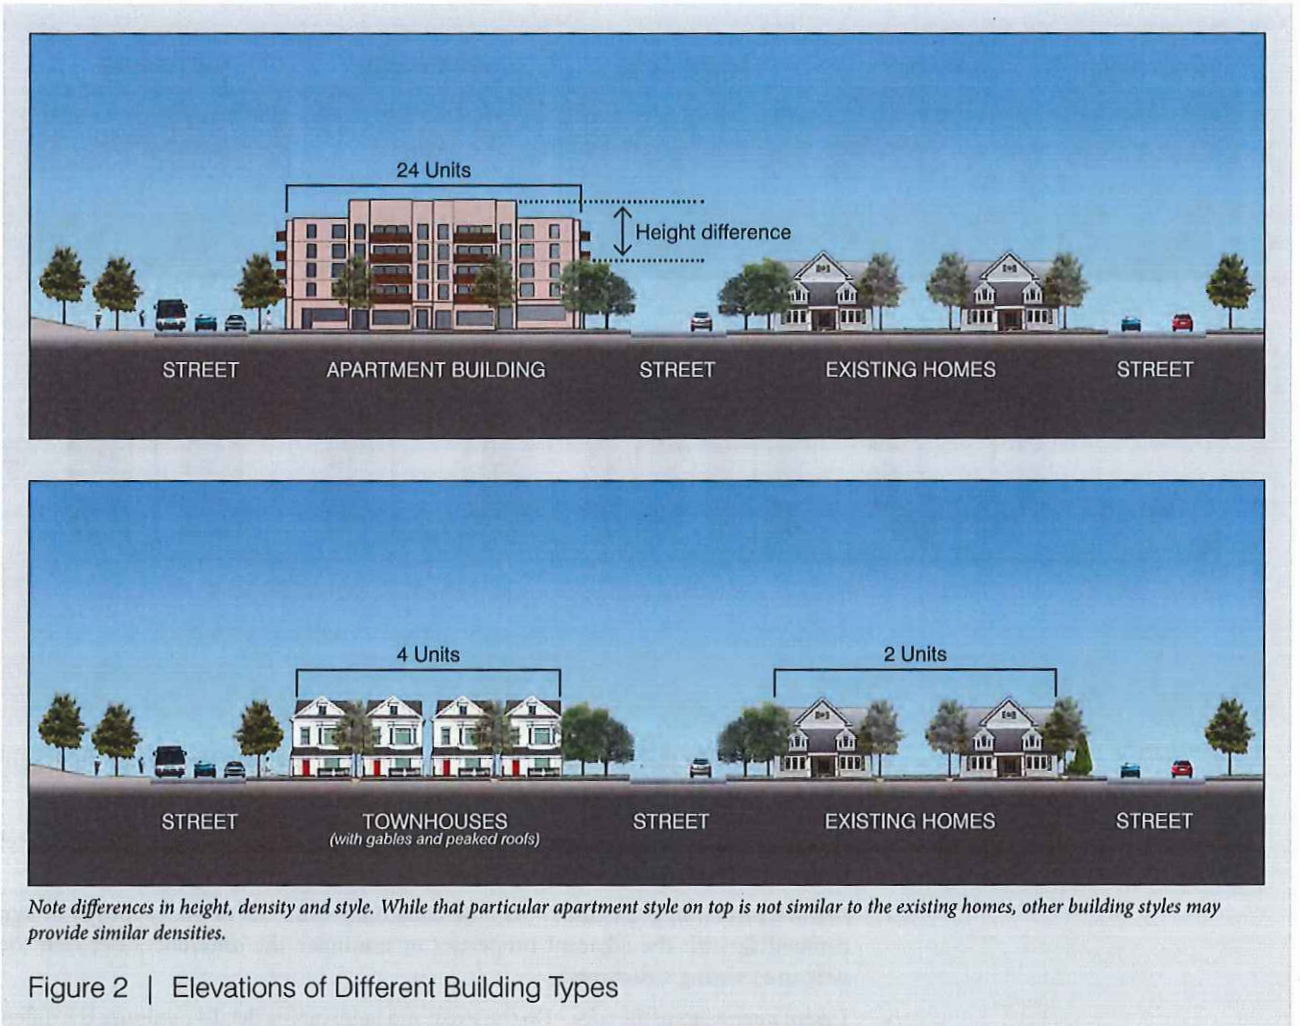 24 Units
Height difference
STREET APARTMENT BUILDING STREET EXISTING HOMES STREET
4 Units 2 Units
STREET TOWNHOUSES STREET EXISTING HOMES STREET
(with gables and peaked roofs)
Note differences in height, density and style. While that particular apartment style on top is not similar to the existing homes, other building styles may
provide similar densities.
Figure 2 | Elevations of Different Building Types